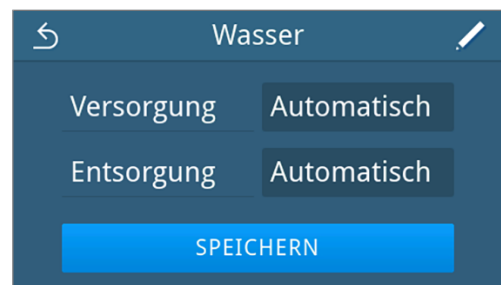 Wasser
Versorgung Automatisch
Entsorgung Automatisch
SPEICHERN